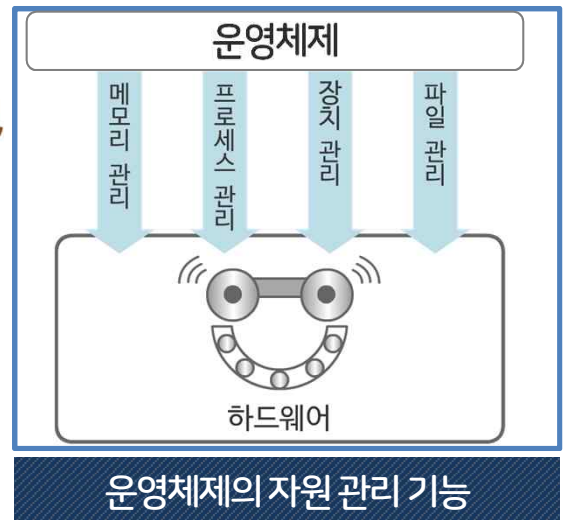 운영체제
메모리 관리
프로세스 관리
장치 관리
파일 관리
하드웨어
운영체제의 자원 관리 기능